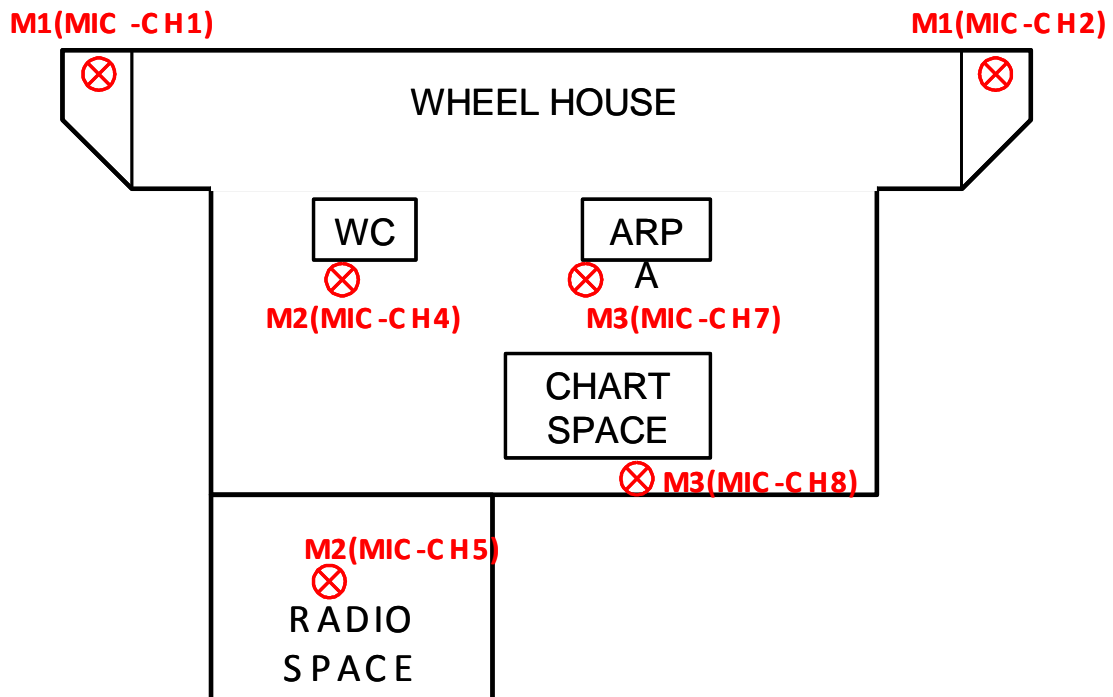 M1(MIC -CH1)
M1(MIC-CH2)
WHEEL HOUSE
WC
ARP
A
M2(MIC-CH4)
M3(MIC-CH7)
CHART
SPACE
M3(MIC-CH8)
M2(MIC-CH5)
RADIO
SPACE